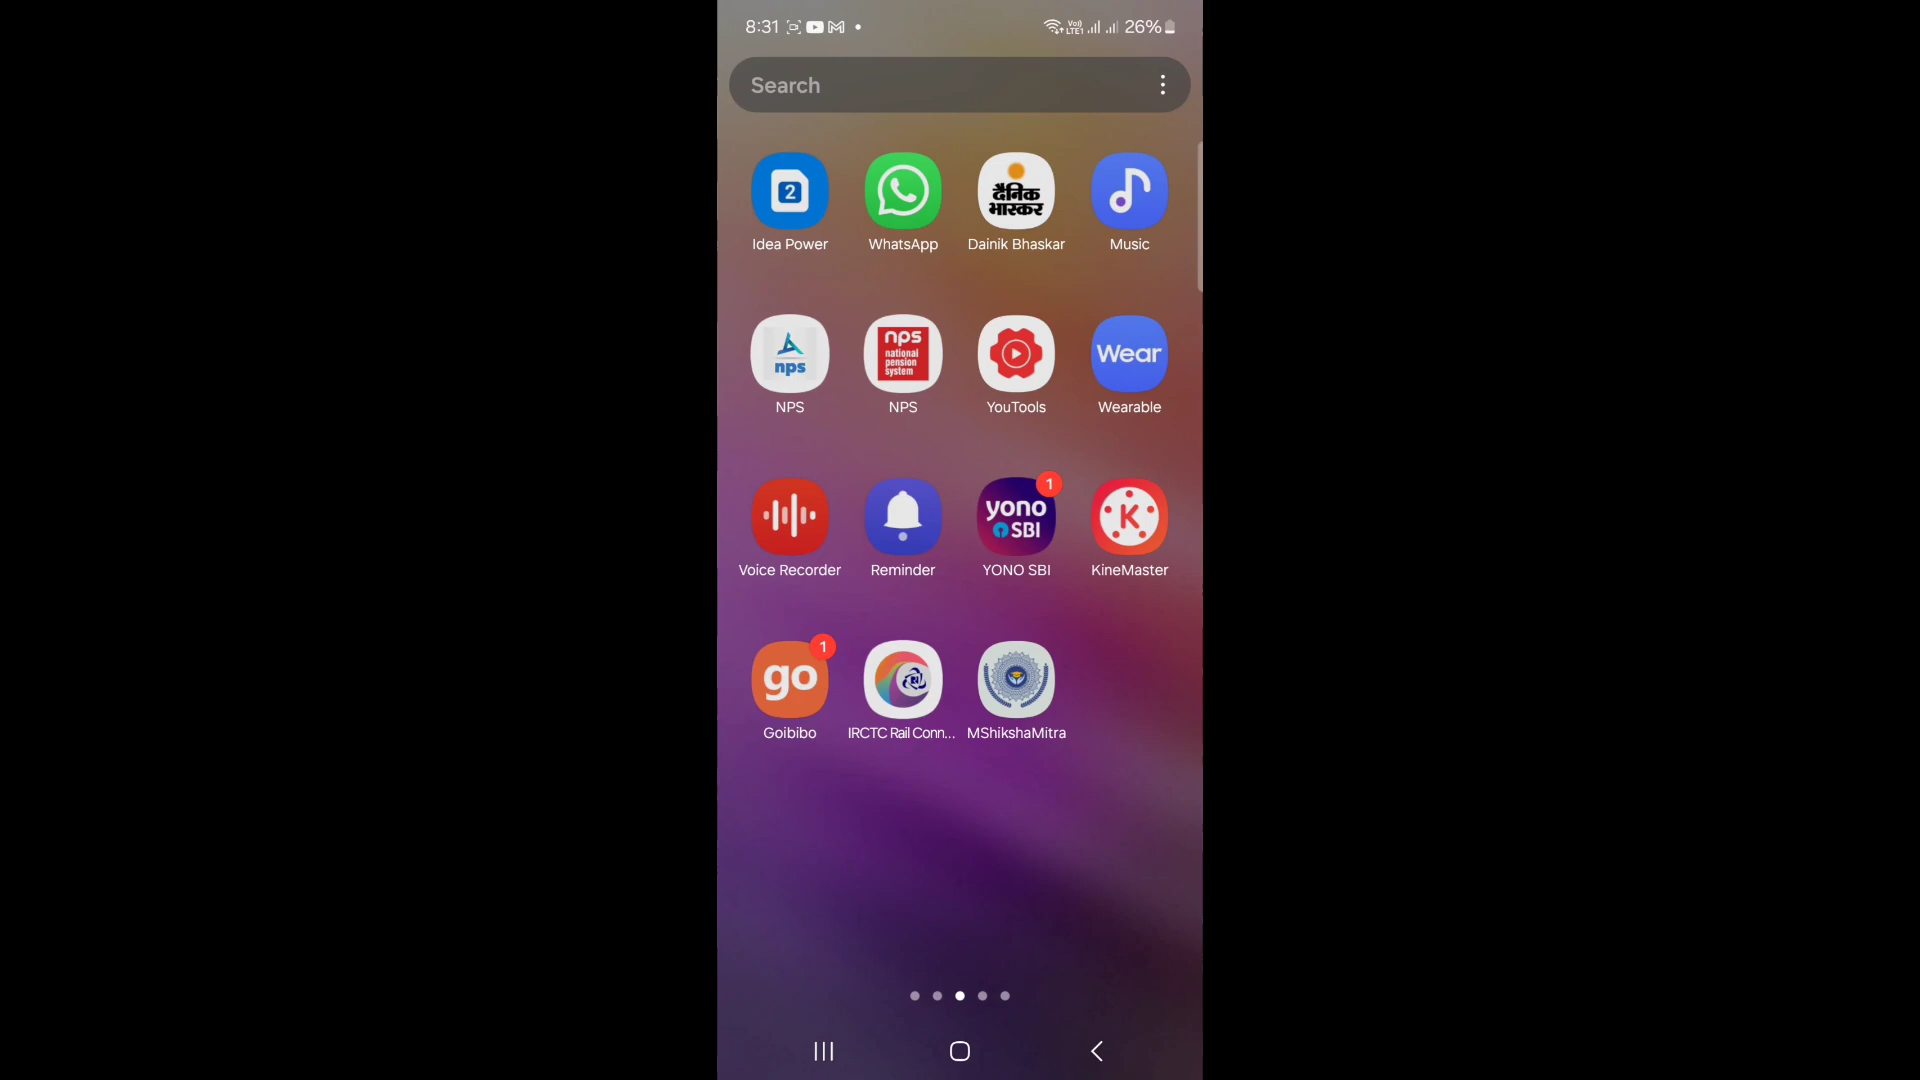 8:31
Vo)
LTE1
26%
Search
2
Idea Power
WhatsApp
दैनिक
भास्कर
Dainik Bhaskar
Music
nps
NPS
nps
national
pension
system
NPS
YouTools
Wear
Wearable
Voice Recorder
Reminder
1
yono
SBI
YONO SBI
K
KineMaster
1
go
Goibibo
IRCTC Rail Conn...
MShikshaMitra